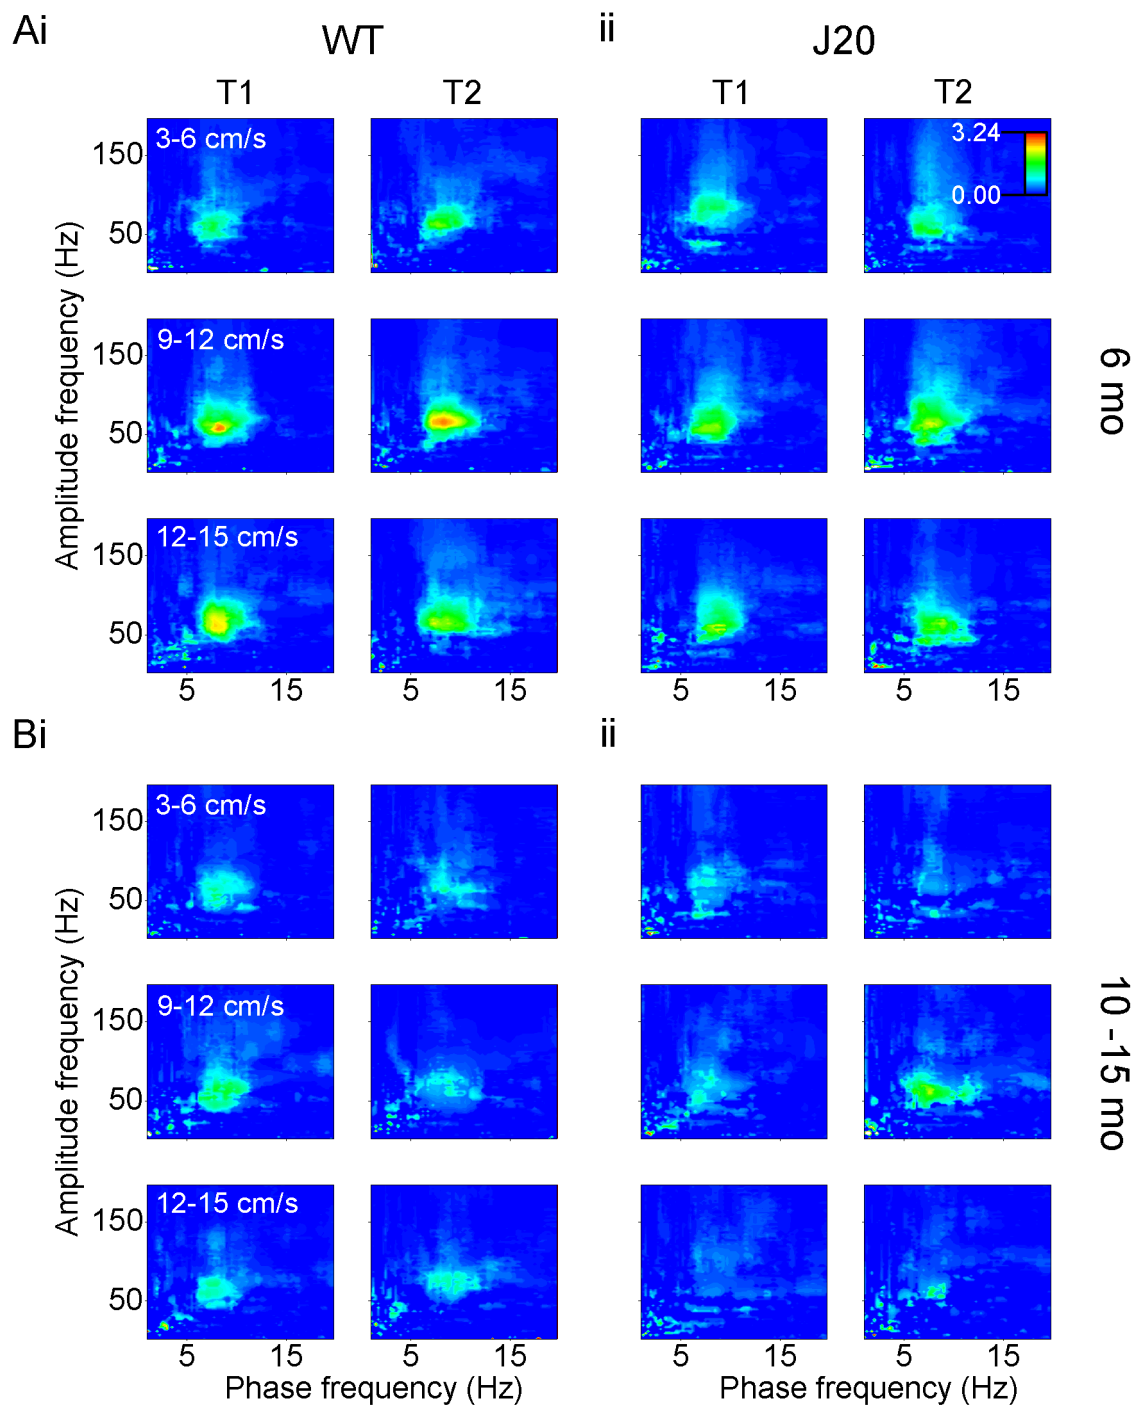 Ai
WT
ii
J20
T1
T2
T1
T2
3-6 cm/s
3.24
0.00
150
50
9-12 cm/s
150
50
12-15 cm/s
150
50
Amplitude frequency (Hz)
6 mo
5
15
5
15
5
15
5
15
Bi
ii
3-6 cm/s
150
50
9-12 cm/s
150
50
12-15 cm/s
150
50
Amplitude frequency (Hz)
10 -15 mo
5
15
5
15
5
15
5
15
Phase frequency (Hz)
Phase frequency (Hz)